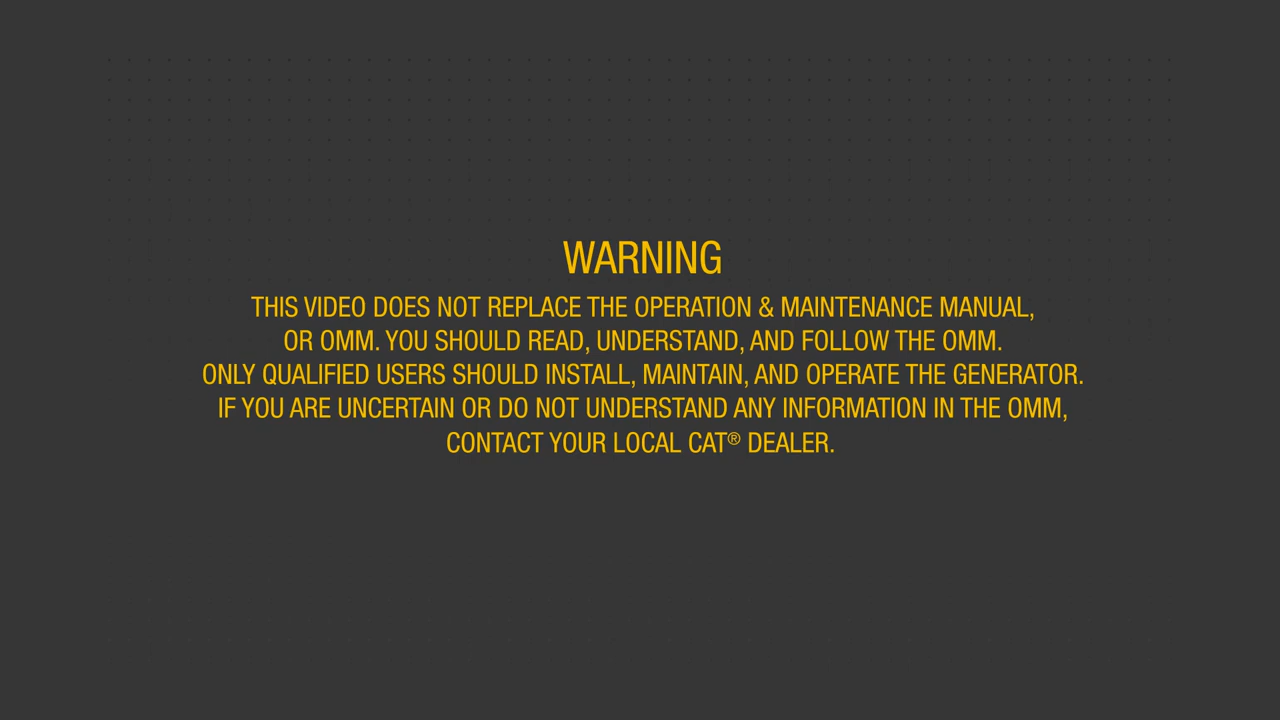 WARNING
THIS VIDEO DOES NOT REPLACE THE OPERATION & MAINTENANCE MANUAL,
OR OMM. YOU SHOULD READ, UNDERSTAND, AND FOLLOW THE OMM.
ONLY QUALIFIED USERS SHOULD INSTALL, MAINTAIN, AND OPERATE THE GENERATOR.
IF YOU ARE UNCERTAIN OR DO NOT UNDERSTAND ANY INFORMATION IN THE OMM,
CONTACT YOUR LOCAL CAT® DEALER.